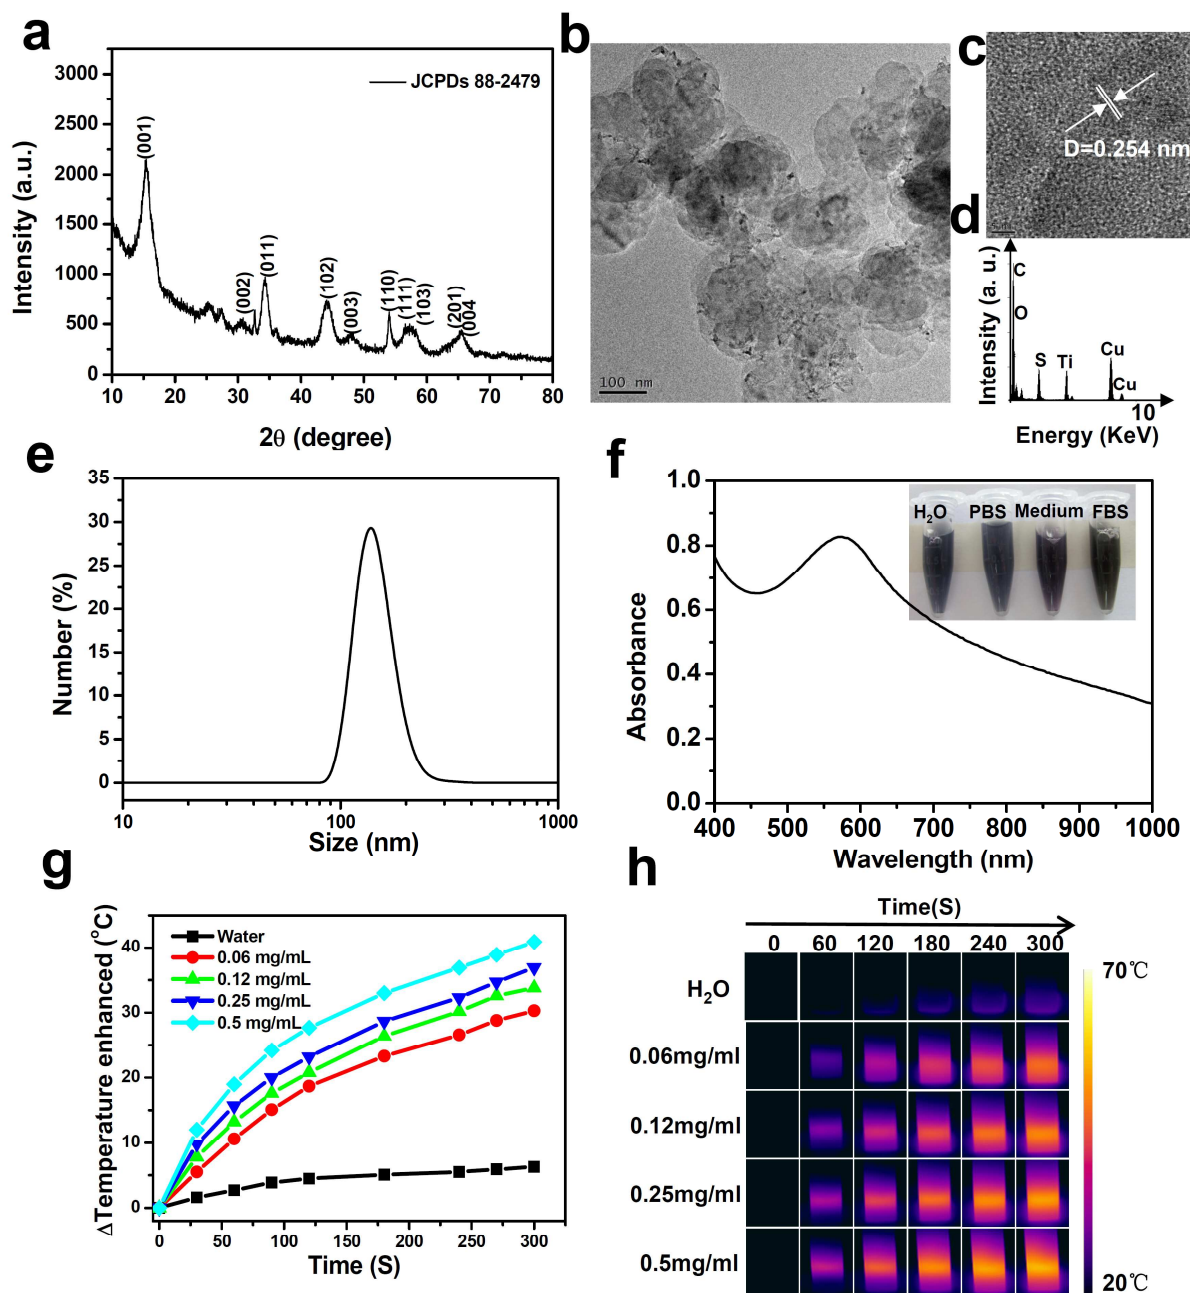 a
3000
2500
2000
1500
1000
500
0
Intensity (a.u.)
JCPDs 88-2479
(001)
(002)
(011)
(102)
(003)
(110)
(111)
(103)
(201)
(004)
10 20 30 40 50 60 70 80
2θ (degree)
b
100 nm
c
D=0.254 nm
d
Intensity (a. u.)
C
O
S
Ti
Cu
Cu
10
Energy (KeV)
e
35
30
25
20
15
10
5
0
Number (%)
10 100 1000
Size (nm)
f
1.0
0.8
0.6
0.4
0.2
0.0
Absorbance
H₂O PBS Medium FBS
400 500 600 700 800 900 1000
Wavelength (nm)
g
40
30
20
10
0
ΔTemperature enhanced (°C)
Water
0.06 mg/mL
0.12 mg/mL
0.25 mg/mL
0.5 mg/mL
0 50 100 150 200 250 300
Time (S)
h
Time(S)
0 60 120 180 240 300
H₂O
0.06mg/ml
0.12mg/ml
0.25mg/ml
0.5mg/ml
70℃
20℃